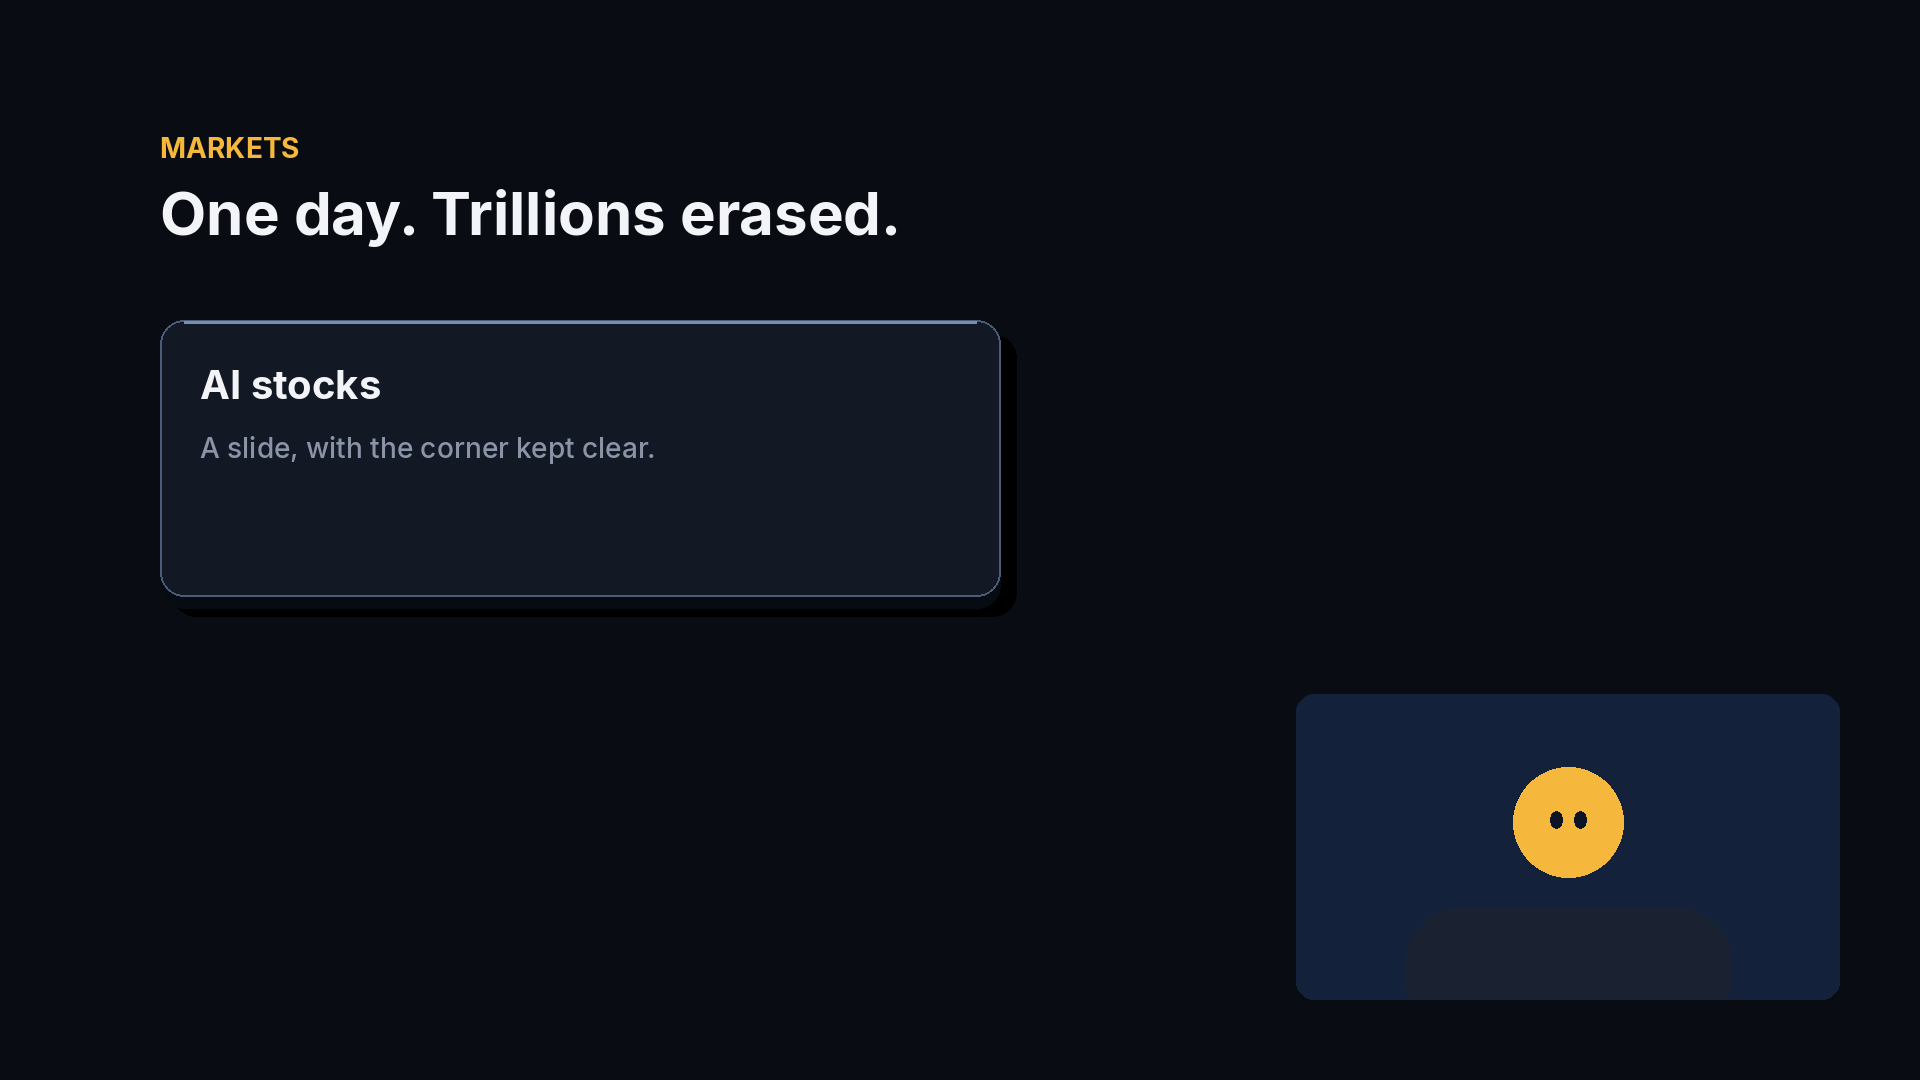 MARKETS
One day. Trillions erased.
AI stocks
A slide, with the corner kept clear.